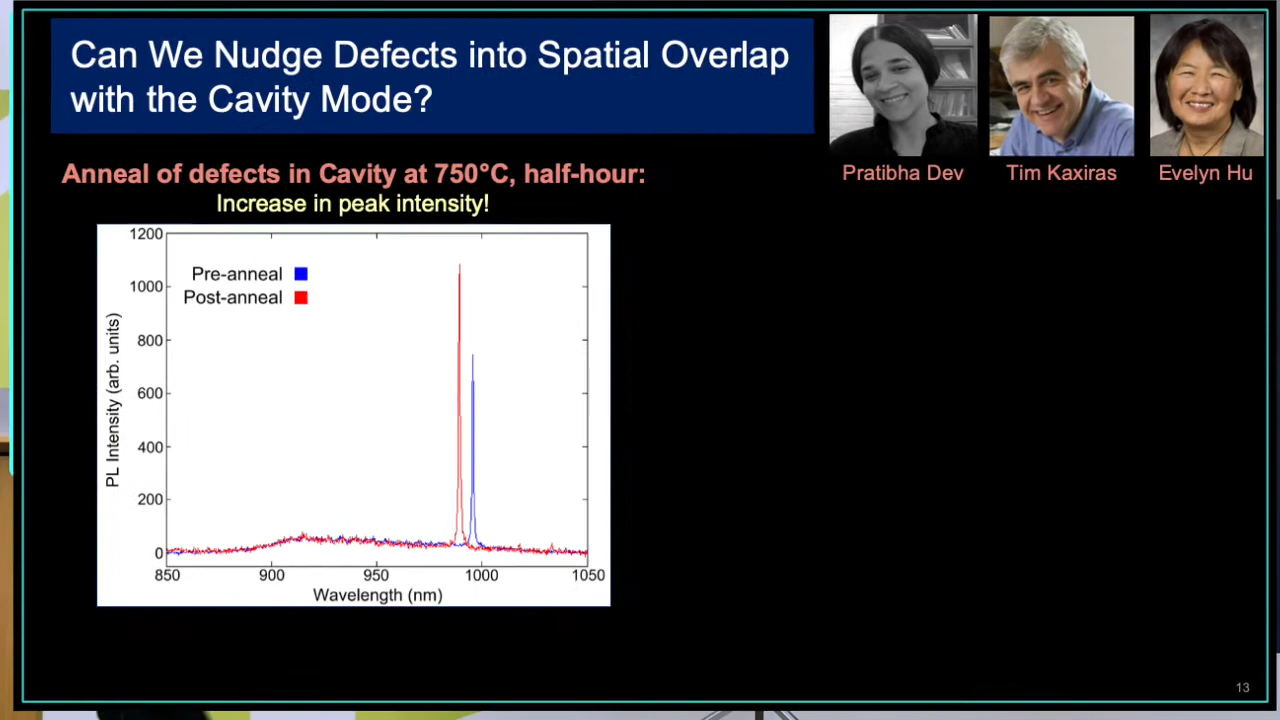 Can We Nudge Defects into Spatial Overlap
with the Cavity Mode?
Pratibha Dev
Tim Kaxiras
Evelyn Hu
Anneal of defects in Cavity at 750°C, half-hour:
Increase in peak intensity!
Pre-anneal
Post-anneal
PL Intensity (arb. units)
1200
1000
800
600
400
200
0
850
900
950
1000
1050
Wavelength (nm)
13